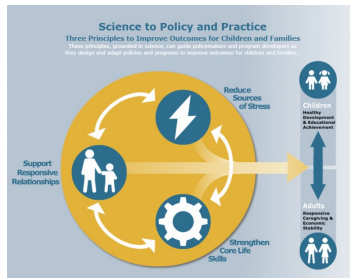 Science to Policy and Practice
Three Principles to Improve Outcomes for Children and Families
These principles, grounded in science, can guide policymakers and program developers as
they design and adapt policies and programs to improve outcomes for children and families.
Reduce
Sources
of Stress
Support
Responsive
Relationships
Strengthen
Core Life
Skills
Children
Healthy
Development
& Educational
Achievement
Adults
Responsive
Caregiving &
Economic
Stability